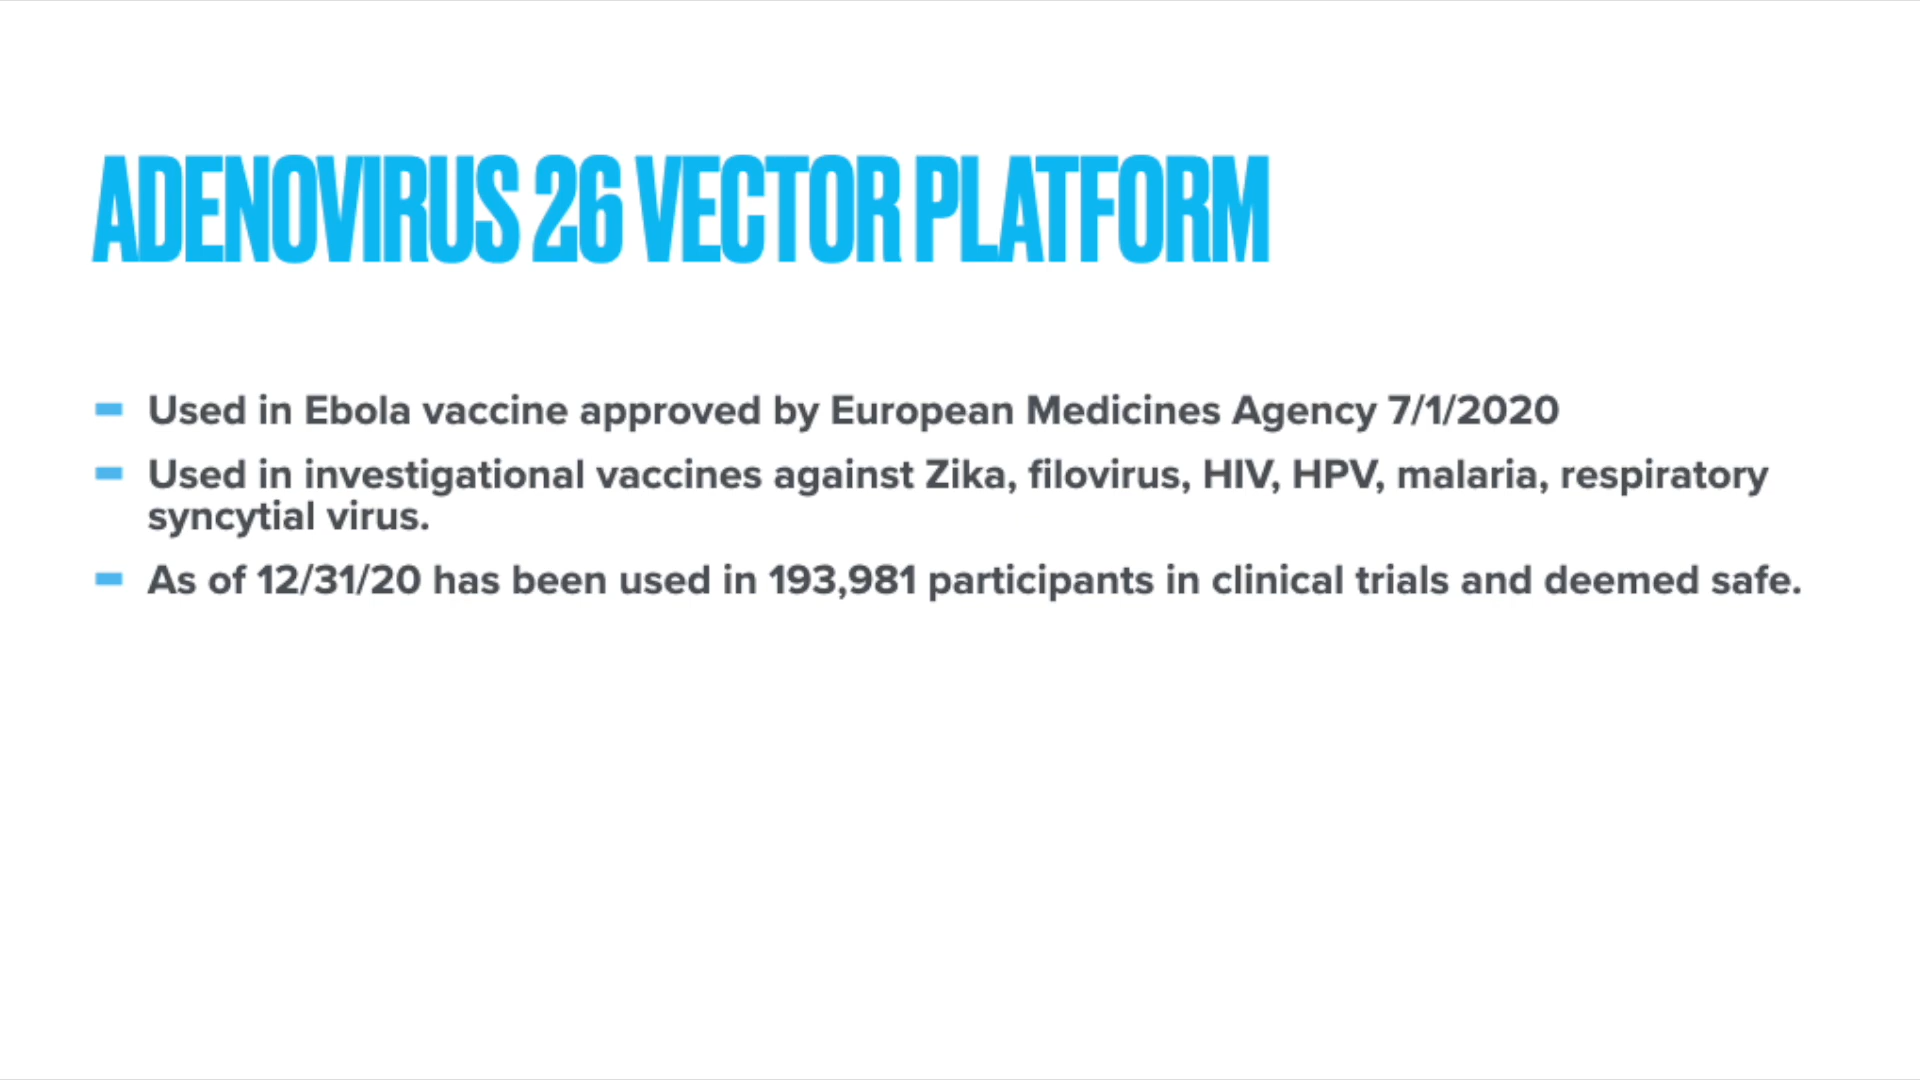 ADENOVIRUS 26 VECTOR PLATFORM
Used in Ebola vaccine approved by European Medicines Agency 7/1/2020
Used in investigational vaccines against Zika, filovirus, HIV, HPV, malaria, respiratory
syncytial virus.
As of 12/31/20 has been used in 193,981 participants in clinical trials and deemed safe.